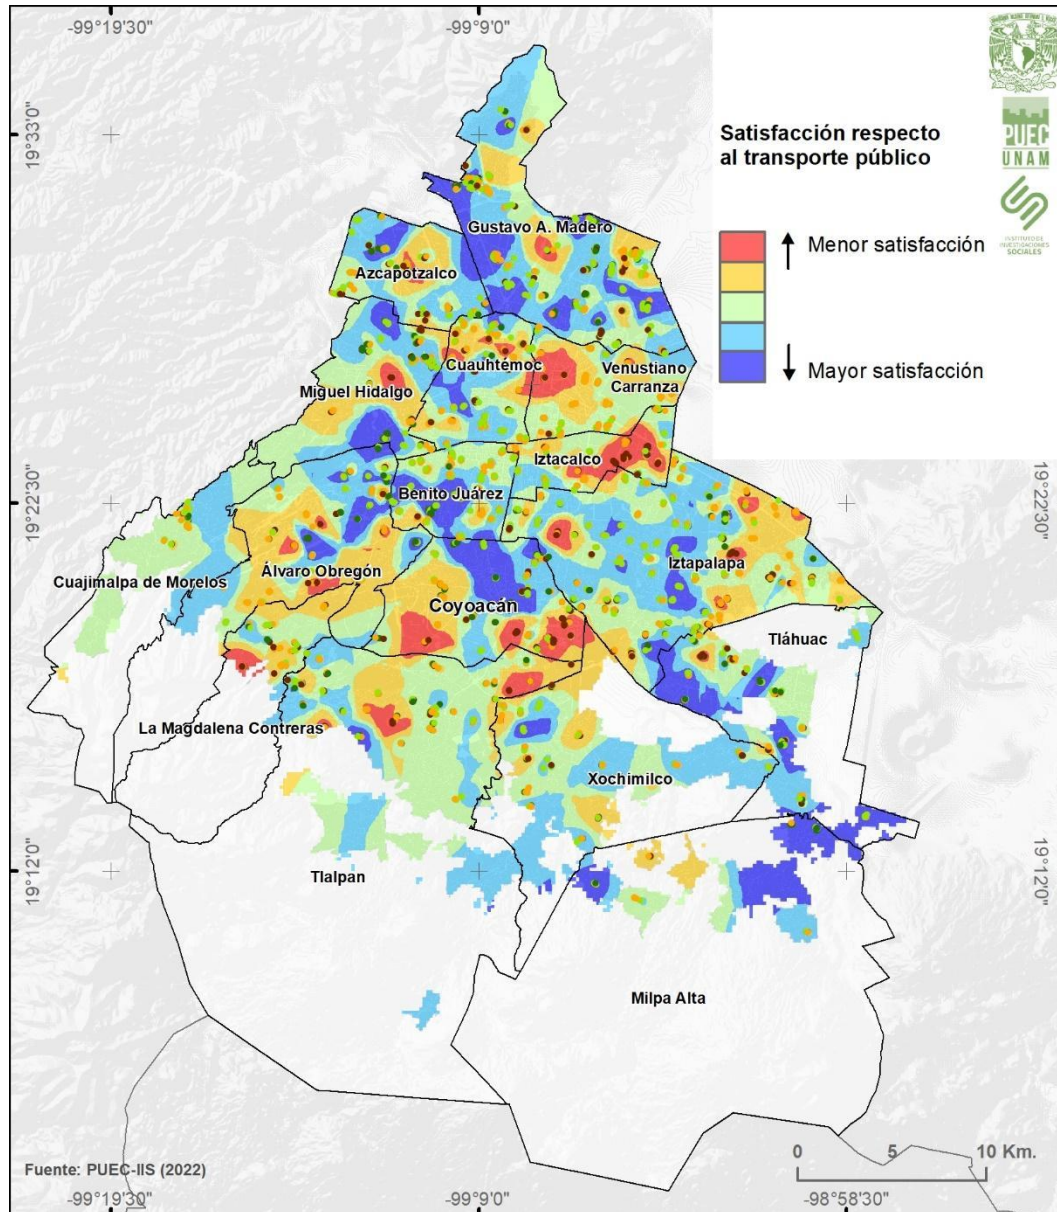 -99°19'30"
-99°9'0"
19°33'0"
Satisfacción respecto
al transporte público
PUEC
UNAM
INSTITUTO DE
INVESTIGACIONES
SOCIALES
Menor satisfacción
Mayor satisfacción
Gustavo A. Madero
Azcapotzalco
Cuauhtémoc
Venustiano
Carranza
Miguel Hidalgo
Iztacalco
Benito Juárez
19°22'30"
19°22'30"
Iztapalapa
Cuajimalpa de Morelos
Álvaro Obregón
Coyoacán
Tláhuac
La Magdalena Contreras
Xochimilco
19°12'0"
19°12'0"
Tlalpan
Milpa Alta
0 5 10 Km.
Fuente: PUEC-IIS (2022)
-99°19'30"
-99°9'0"
-98°58'30"